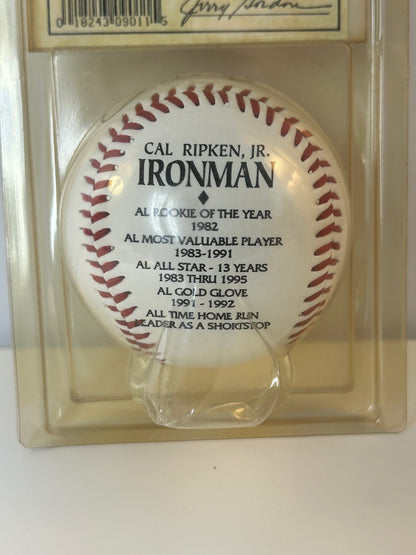 0 18243 09011 5
Jerry Gordon
CAL RIPKEN, JR.
IRONMAN
AL ROOKIE OF THE YEAR
1982
AL MOST VALUABLE PLAYER
1983-1991
AL ALL STAR - 13 YEARS
1983 THRU 1995
AL GOLD GLOVE
1991 - 1992
ALL TIME HOME RUN
LEADER AS A SHORTSTOP